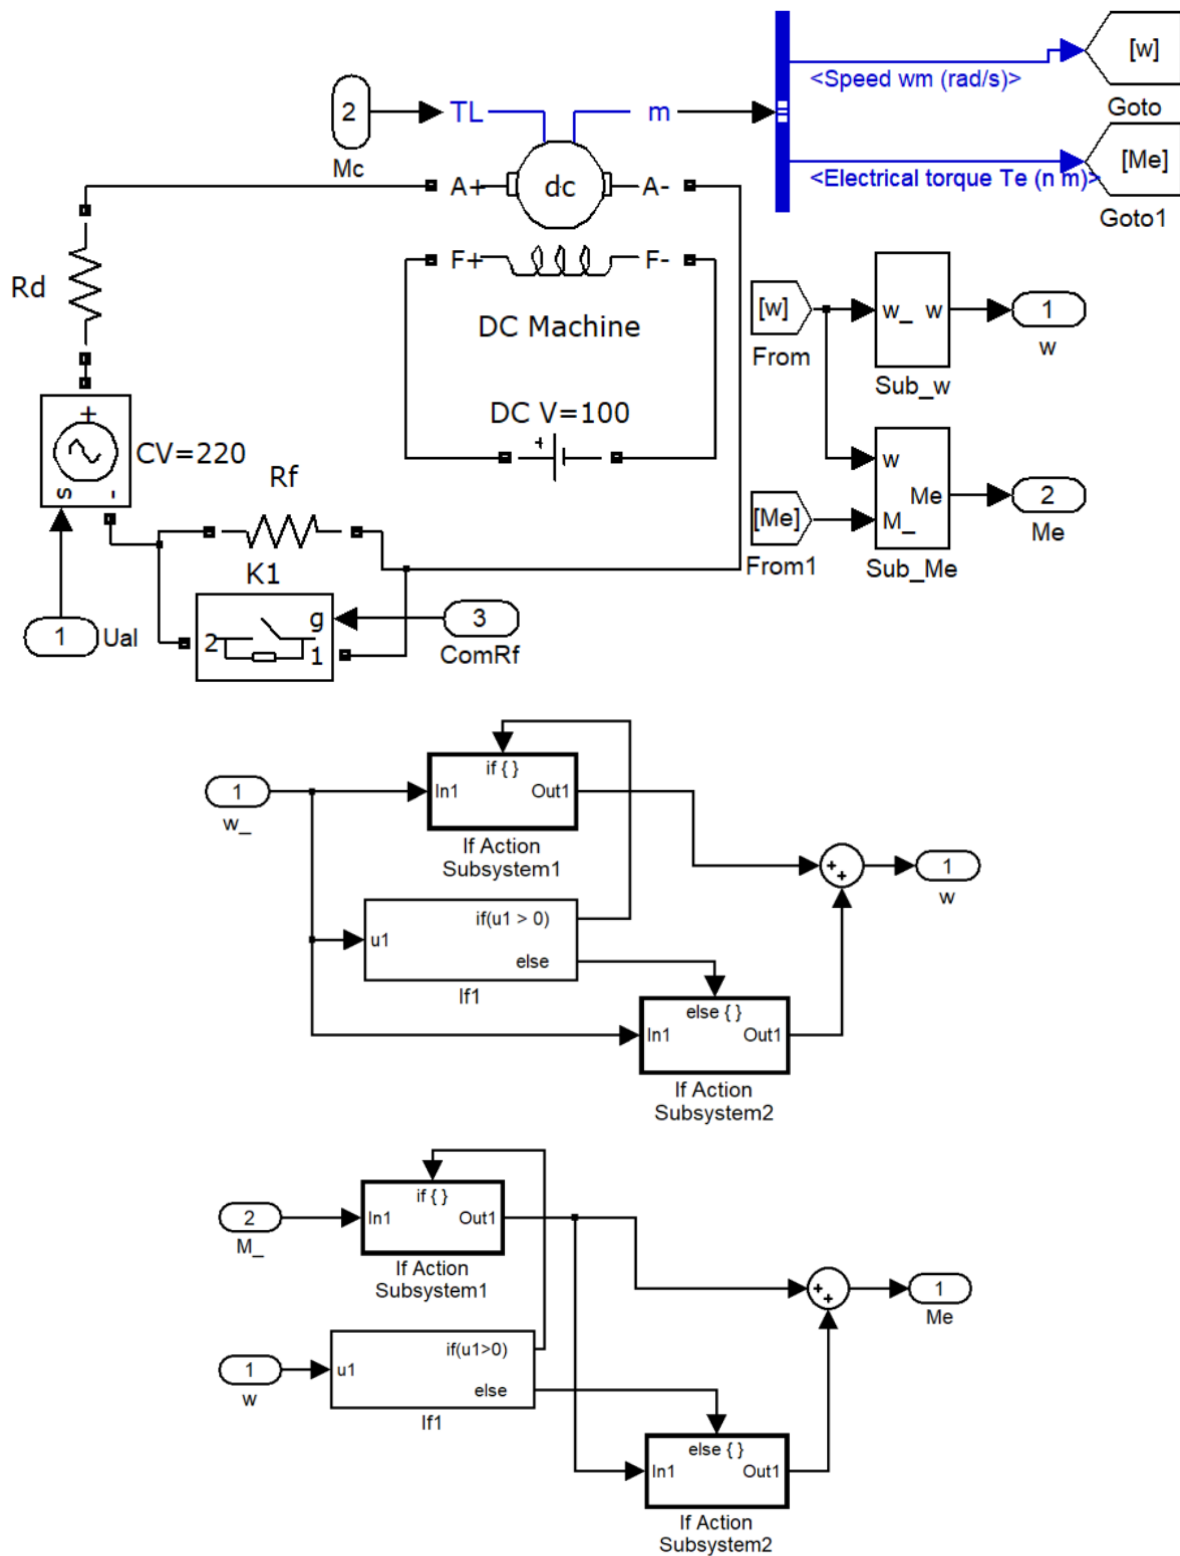 [w]
<Speed wm (rad/s)>
Goto
2
TL
m
Mc
[Me]
<Electrical torque Te (n m)>
Goto1
A+
dc
A-
Rd
F+
F-
DC Machine
[w]
From
w_ w
Sub_w
1
w
DC V=100
+
CV=220
s
-
+
Rf
w
Me
M_
Sub_Me
[Me]
From1
2
Me
K1
g
2
1
3
ComRf
1
Ual
if { }
In1
Out1
1
w_
If Action
Subsystem1
+
+
1
w
if(u1 > 0)
u1
else
If1
else { }
In1
Out1
If Action
Subsystem2
if { }
In1
Out1
2
M_
If Action
Subsystem1
+
+
1
Me
if(u1>0)
u1
else
If1
1
w
else { }
In1
Out1
If Action
Subsystem2